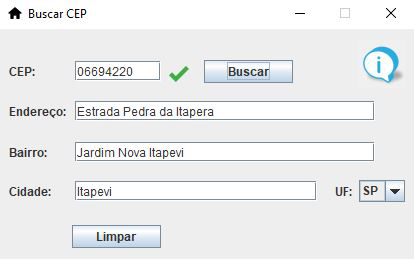 Buscar CEP
CEP: 06694220 Buscar
Endereço: Estrada Pedra da Itapera
Bairro: Jardim Nova Itapevi
Cidade: Itapevi UF: SP
Limpar